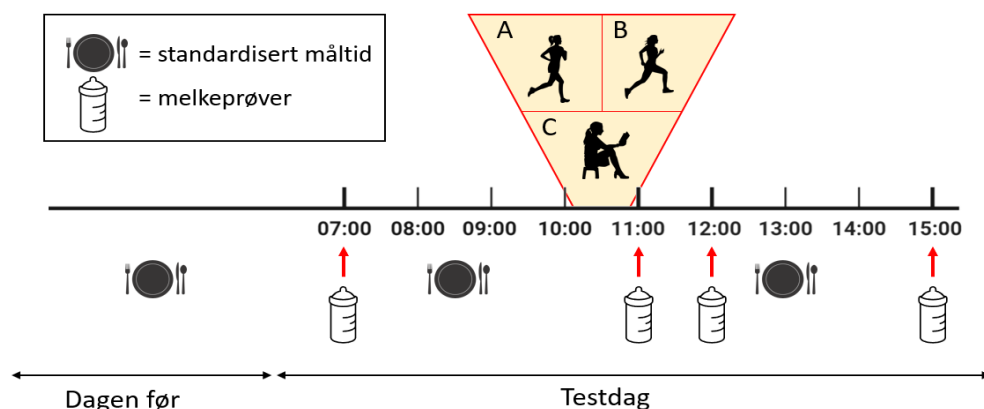 = standardisert måltid
= melkeprøver
A
B
C
07:00 08:00 09:00 10:00 11:00 12:00 13:00 14:00 15:00
Dagen før
Testdag